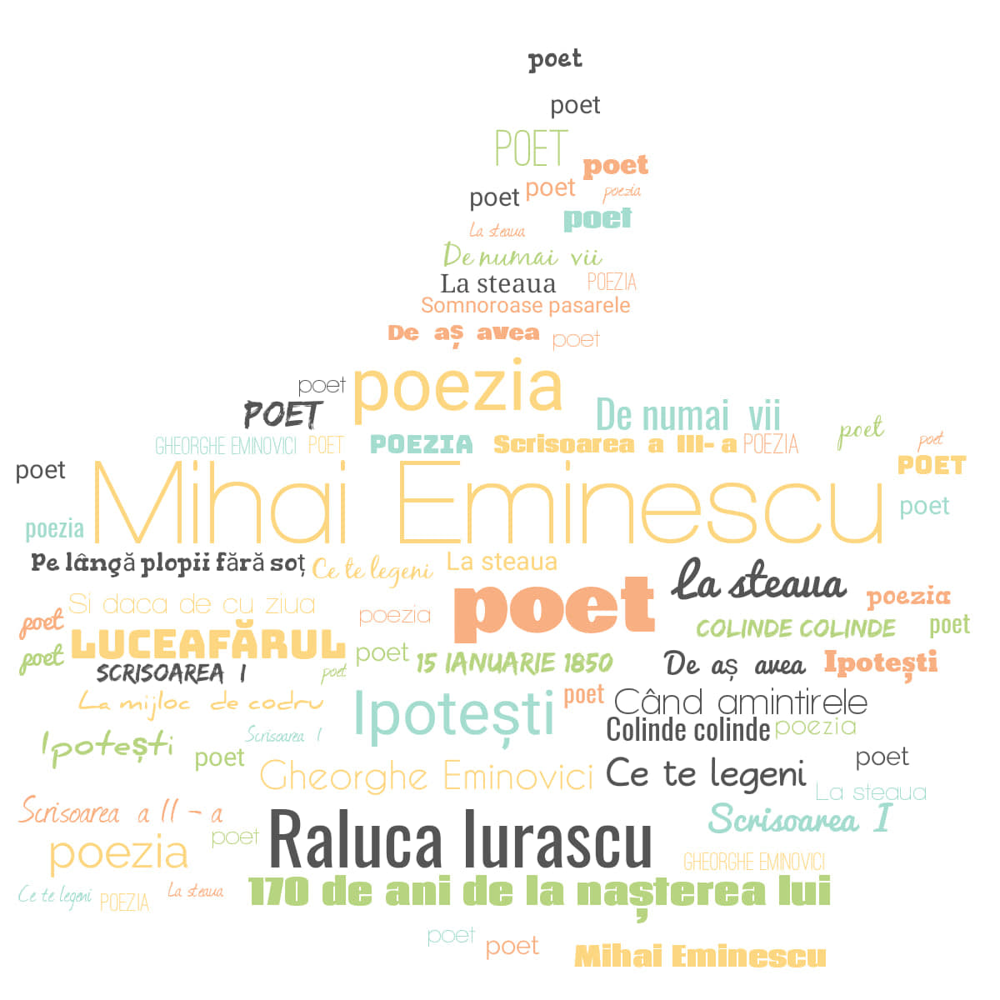 poet
poet
POET
poet
poet
poet
poezia
poet
La steaua
De numai vii
La steaua
POEZIA
Somnoroase pasarele
De aș avea
poet
poezia
poet
POET
De numai vii
GHEORGHE EMINOVICI
POET
POEZIA
Scrisoarea a III- a
POEZIA
poet
poet
POET
poet
Mihai Eminescu
poet
poezia
Pe lângă plopii fără soț
Ce te legeni
La steaua
poet
La steaua
poezia
Si daca de cu ziua
poet
poezia
COLINDE COLINDE
poet
LUCEAFĂRUL
poet
poet
15 IANUARIE 1850
De aș avea
Ipotești
SCRISOAREA I
poet
La mijloc de codru
Ipotești
poet
Când amintirele
Colinde colinde
poezia
Ipotești
Scrisoarea I
poet
Gheorghe Eminovici
Ce te legeni
poet
La steaua
Scrisoarea a II - a
poet
Raluca Iurascu
Scrisoarea I
poezia
GHEORGHE EMINOVICI
Ce te legeni
POEZIA
La steaua
170 de ani de la nașterea lui
poet
poet
Mihai Eminescu